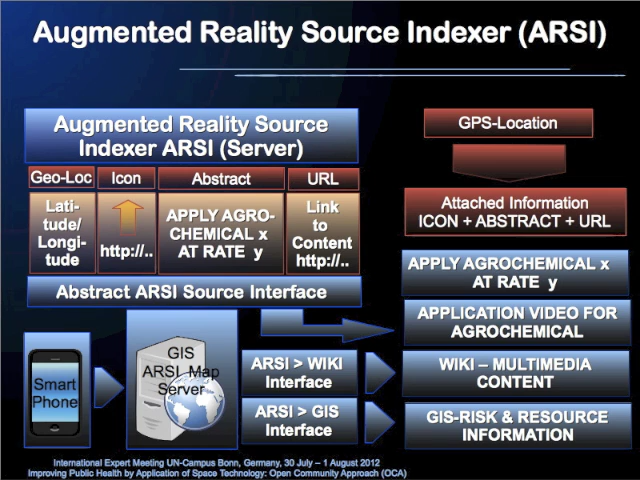 Augmented Reality Source Indexer (ARSI)
Augmented Reality Source
Indexer ARSI (Server)
Geo-Loc
Icon
Abstract
URL
Lati-
tude/
Longi-
tude
http://..
APPLY AGRO-
CHEMICAL x
AT RATE y
Link
to
Content
http://..
Abstract ARSI Source Interface
GPS-Location
Attached Information
ICON + ABSTRACT + URL
APPLY AGROCHEMICAL x
AT RATE y
APPLICATION VIDEO FOR
AGROCHEMICAL
Smart
Phone
GIS
ARSI Map
Server
ARSI > WIKI
Interface
WIKI – MULTIMEDIA
CONTENT
ARSI > GIS
Interface
GIS-RISK & RESOURCE
INFORMATION
International Expert Meeting UN-Campus Bonn, Germany, 30 July – 1 August 2012
Improving Public Health by Application of Space Technology: Open Community Approach (OCA)